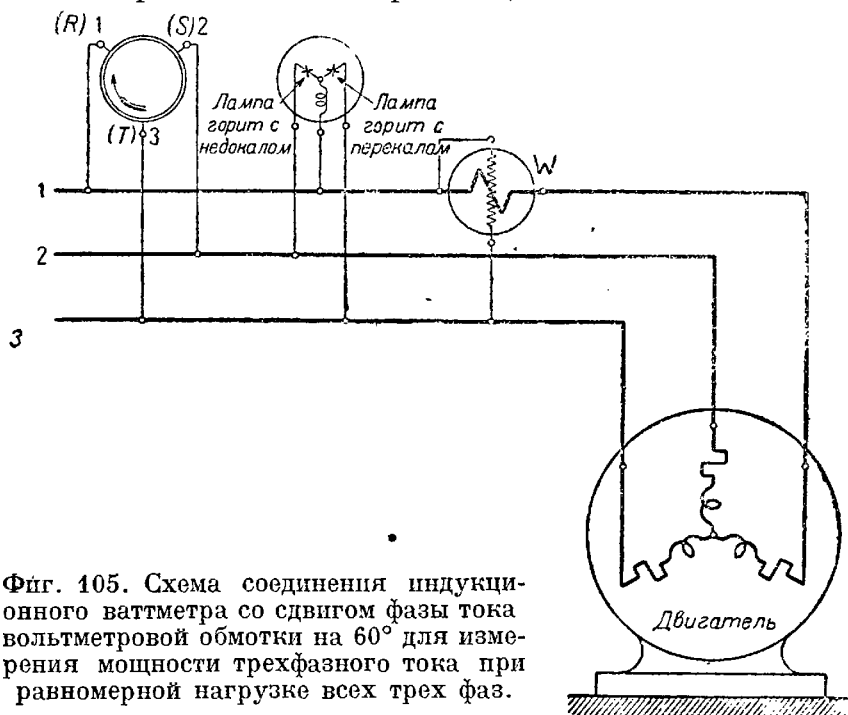 (R) 1
(S)2
(T) 3
Лампа
горит с
недокалом
Лампа
горит с
перекалом
W
1
2
3
Двигатель
Фиг. 105. Схема соединения индукци-
онного ваттметра со сдвигом фазы тока
вольтметровой обмотки на 60° для изме-
рения мощности трехфазного тока при
равномерной нагрузке всех трех фаз.